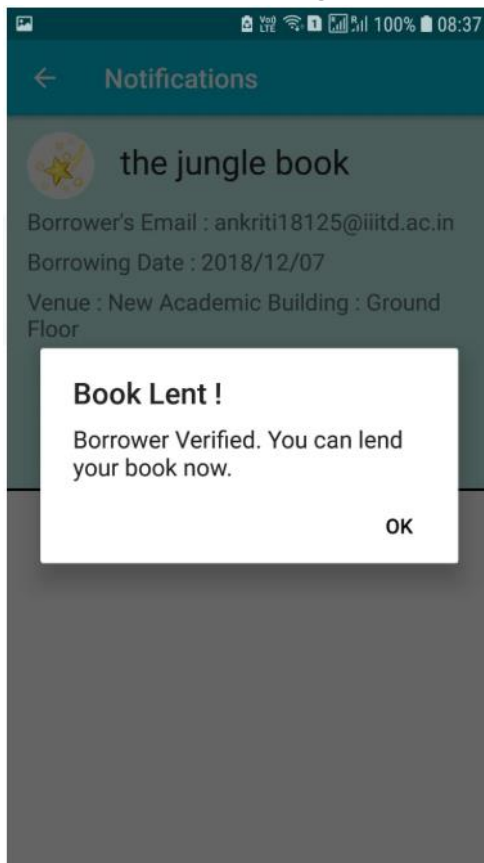 100% 08:37
Notifications
the jungle book
Borrower's Email : ankriti18125@iiitd.ac.in
Borrowing Date : 2018/12/07
Venue : New Academic Building : Ground
Floor
Book Lent !
Borrower Verified. You can lend
your book now.
OK